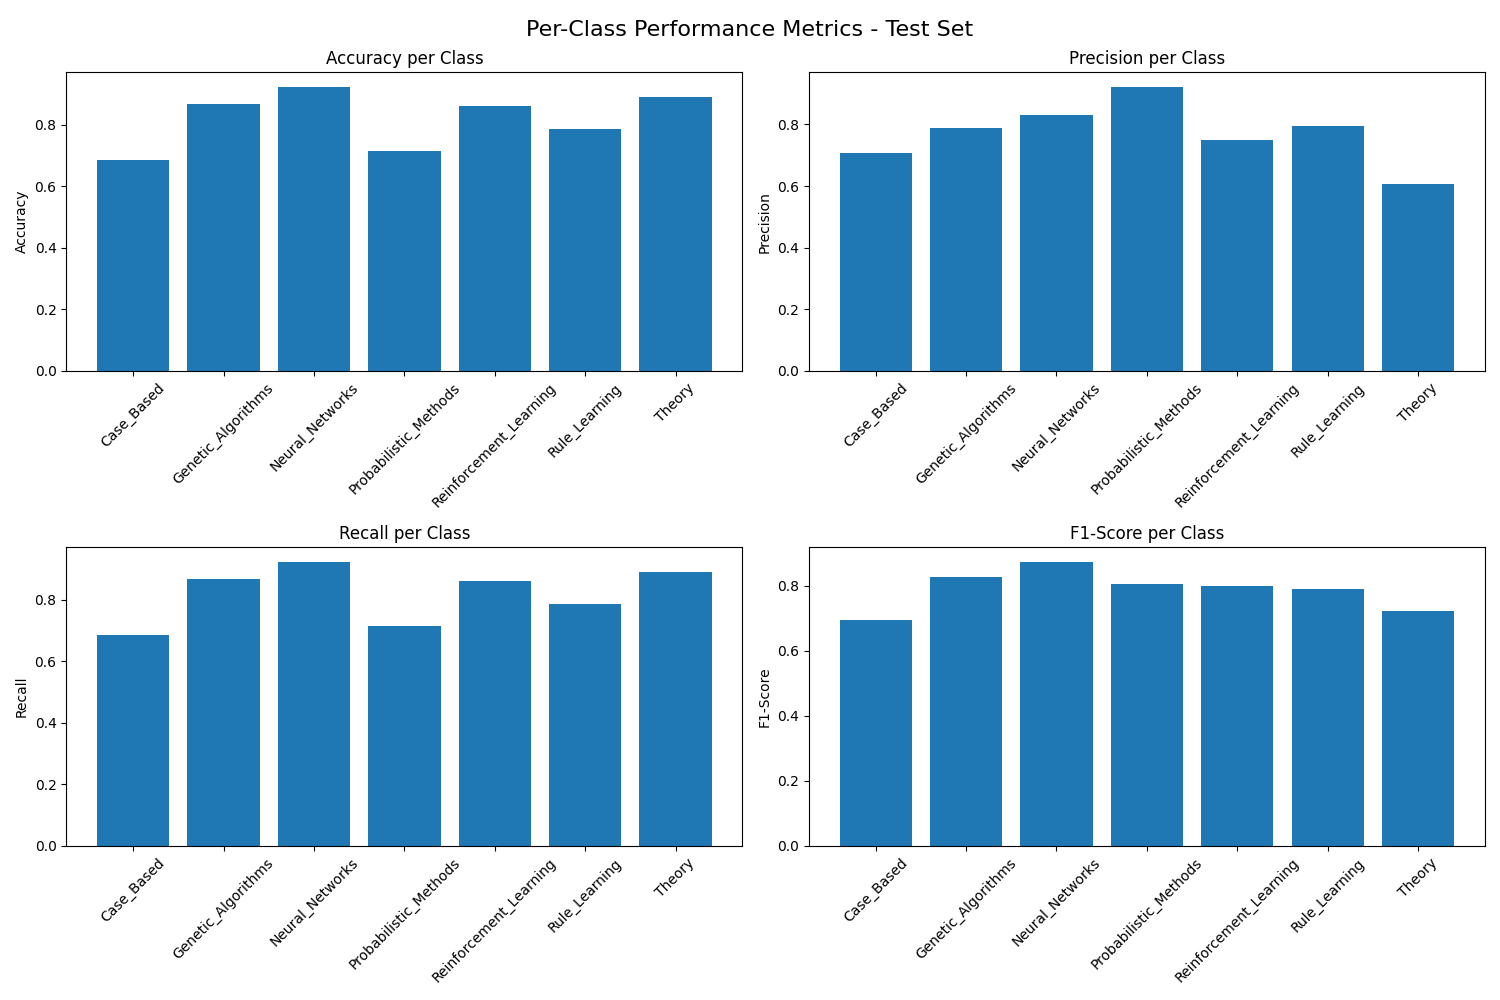 Per-Class Performance Metrics - Test Set
Accuracy per Class
Accuracy
0.8
0.6
0.4
0.2
0.0
Case_Based
Genetic_Algorithms
Neural_Networks
Probabilistic_Methods
Reinforcement_Learning
Rule_Learning
Theory
Precision per Class
Precision
0.8
0.6
0.4
0.2
0.0
Case_Based
Genetic_Algorithms
Neural_Networks
Probabilistic_Methods
Reinforcement_Learning
Rule_Learning
Theory
Recall per Class
Recall
0.8
0.6
0.4
0.2
0.0
Case_Based
Genetic_Algorithms
Neural_Networks
Probabilistic_Methods
Reinforcement_Learning
Rule_Learning
Theory
F1-Score per Class
F1-Score
0.8
0.6
0.4
0.2
0.0
Case_Based
Genetic_Algorithms
Neural_Networks
Probabilistic_Methods
Reinforcement_Learning
Rule_Learning
Theory